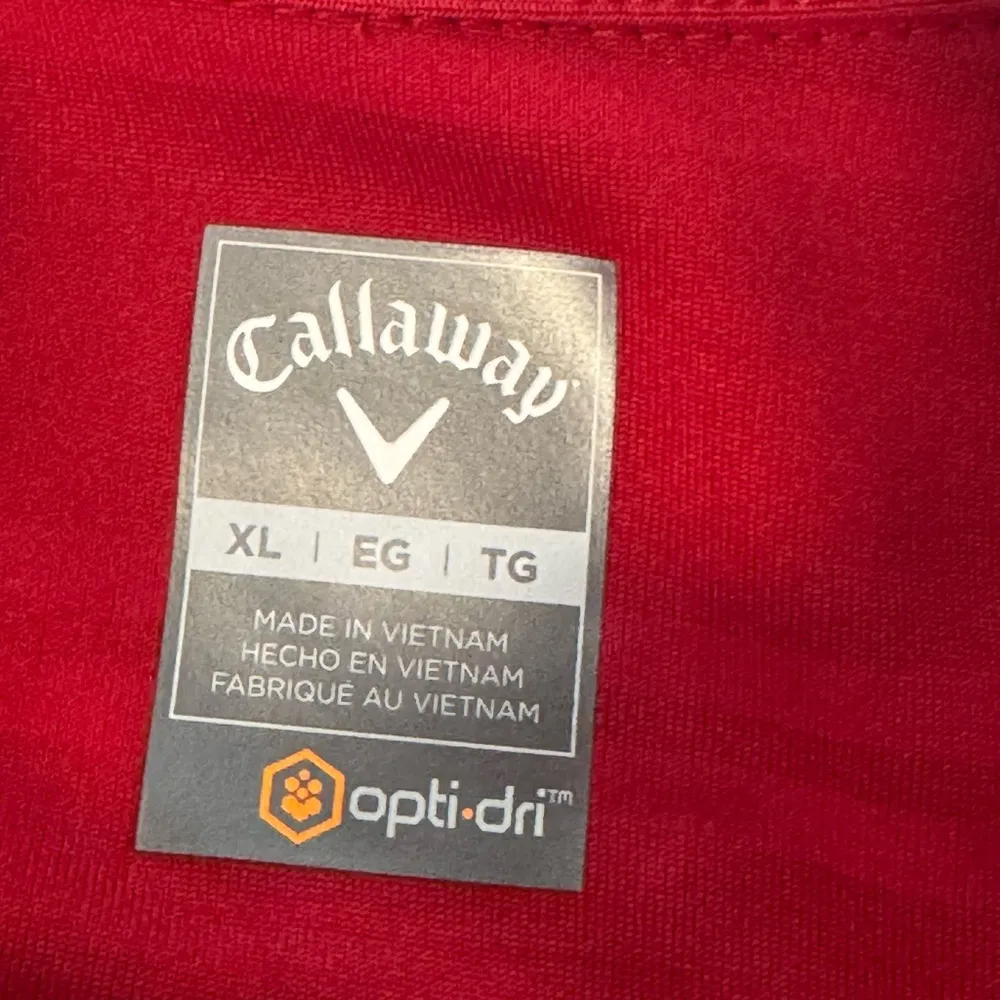 Callaway
XL | EG | TG
MADE IN VIETNAM
HECHO EN VIETNAM
FABRIQUÉ AU VIETNAM
opti•dri™